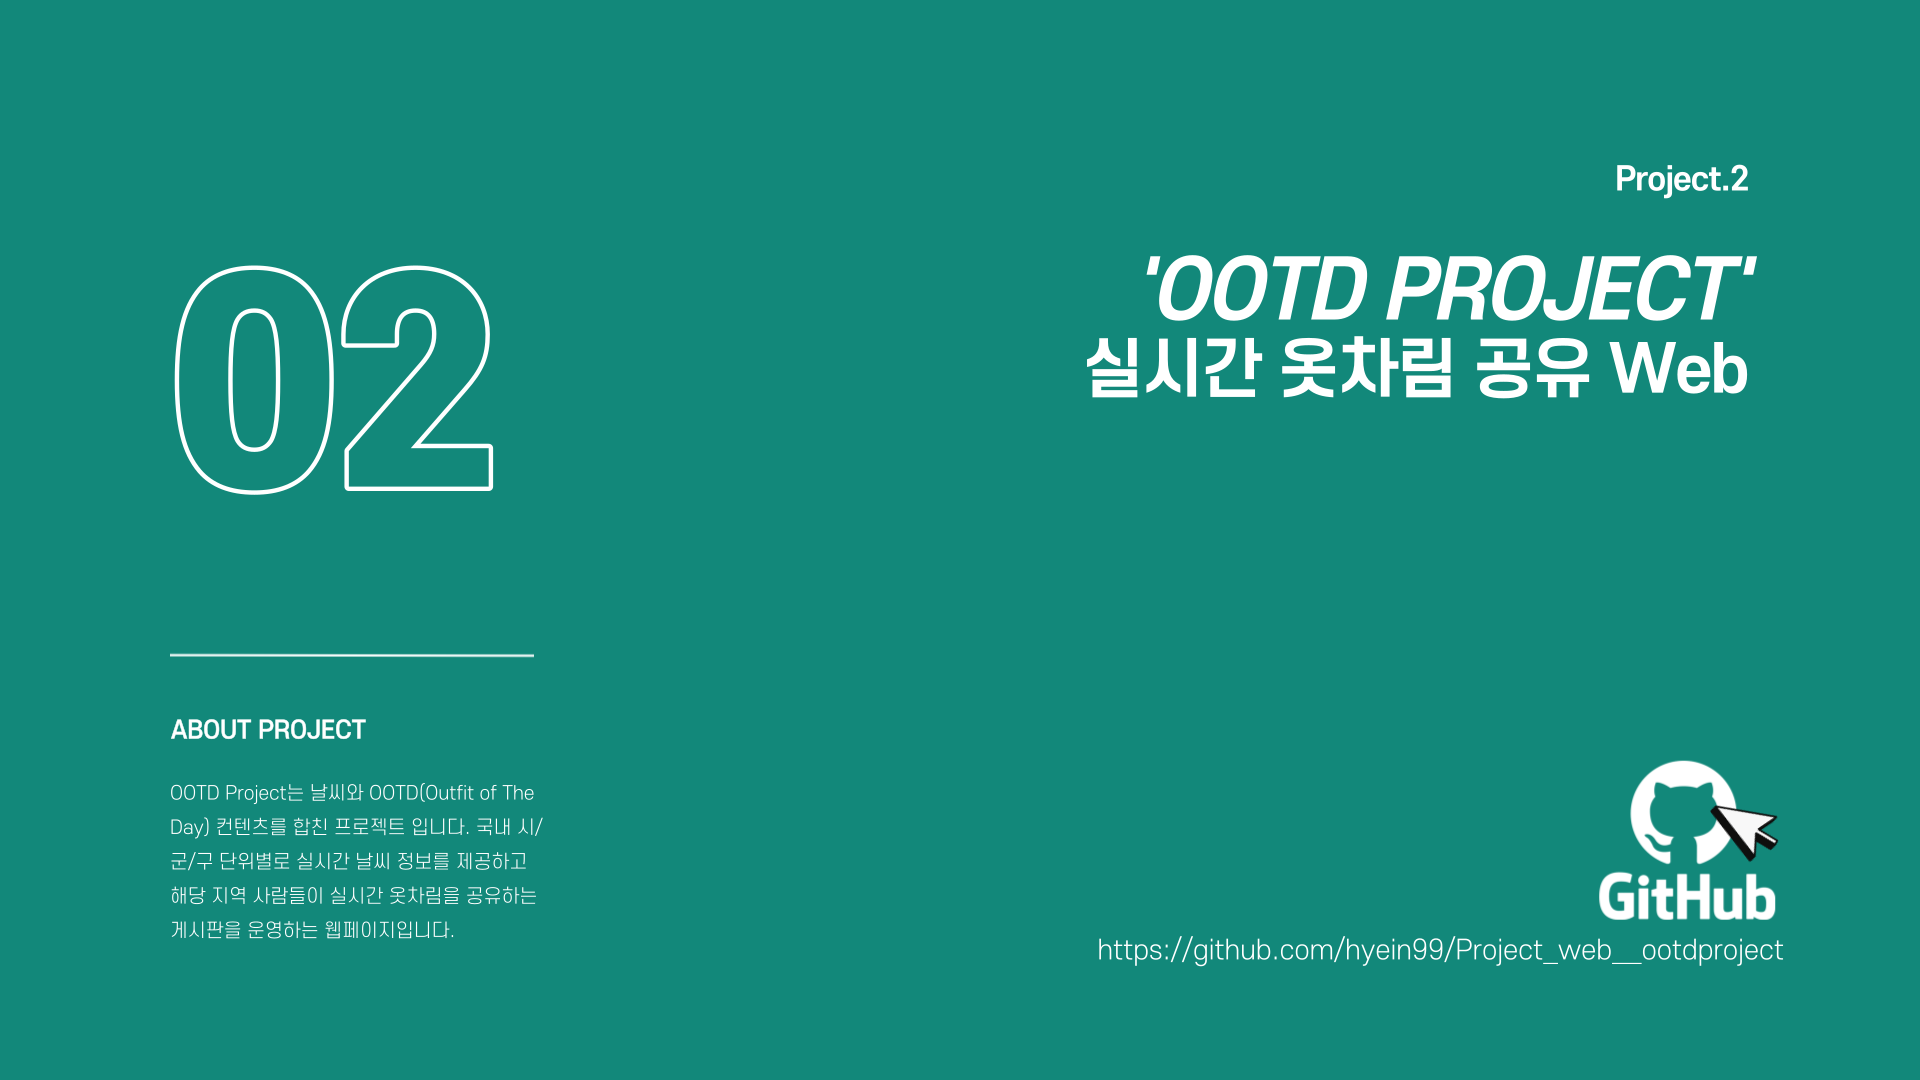 Project.2
'OOTD PROJECT'
실시간 옷차림 공유 Web
02
ABOUT PROJECT
OOTD Project는 날씨와 OOTD(Outfit of The
Day) 컨텐츠를 합친 프로젝트 입니다. 국내 시/
군/구 단위별로 실시간 날씨 정보를 제공하고
해당 지역 사람들이 실시간 옷차림을 공유하는
게시판을 운영하는 웹페이지입니다.
GitHub
https://github.com/hyein99/Project_web__ootdproject